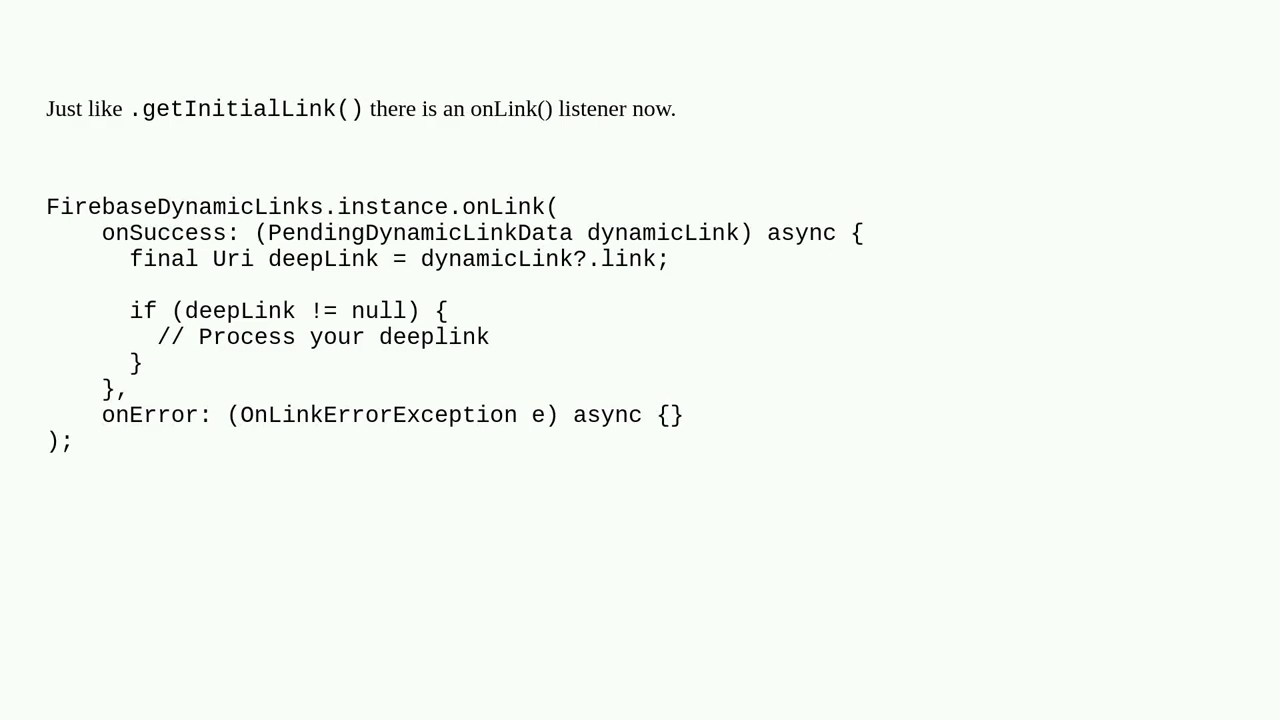 Just like .getInitialLink() there is an onLink() listener now.
FirebaseDynamicLinks.instance.onLink(
    onSuccess: (PendingDynamicLinkData dynamicLink) async {
      final Uri deepLink = dynamicLink?.link;
      if (deepLink != null) {
        // Process your deeplink
      }
    },
    onError: (OnLinkErrorException e) async {}
);